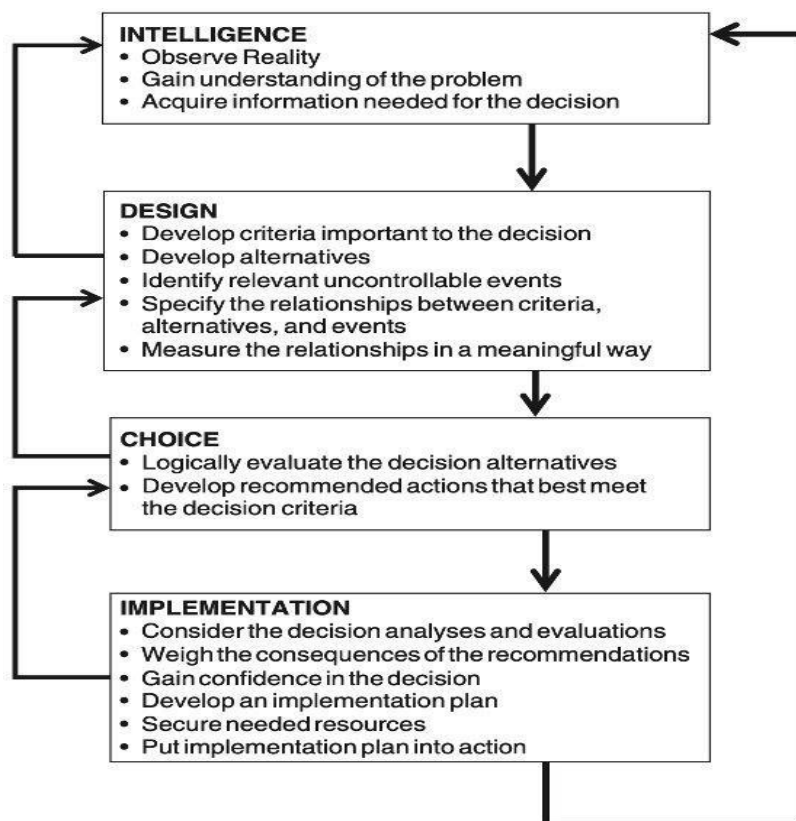 INTELLIGENCE
• Observe Reality
• Gain understanding of the problem
• Acquire information needed for the decision
DESIGN
• Develop criteria important to the decision
• Develop alternatives
• Identify relevant uncontrollable events
• Specify the relationships between criteria,
alternatives, and events
• Measure the relationships in a meaningful way
CHOICE
• Logically evaluate the decision alternatives
• Develop recommended actions that best meet
the decision criteria
IMPLEMENTATION
• Consider the decision analyses and evaluations
• Weigh the consequences of the recommendations
• Gain confidence in the decision
• Develop an implementation plan
• Secure needed resources
• Put implementation plan into action